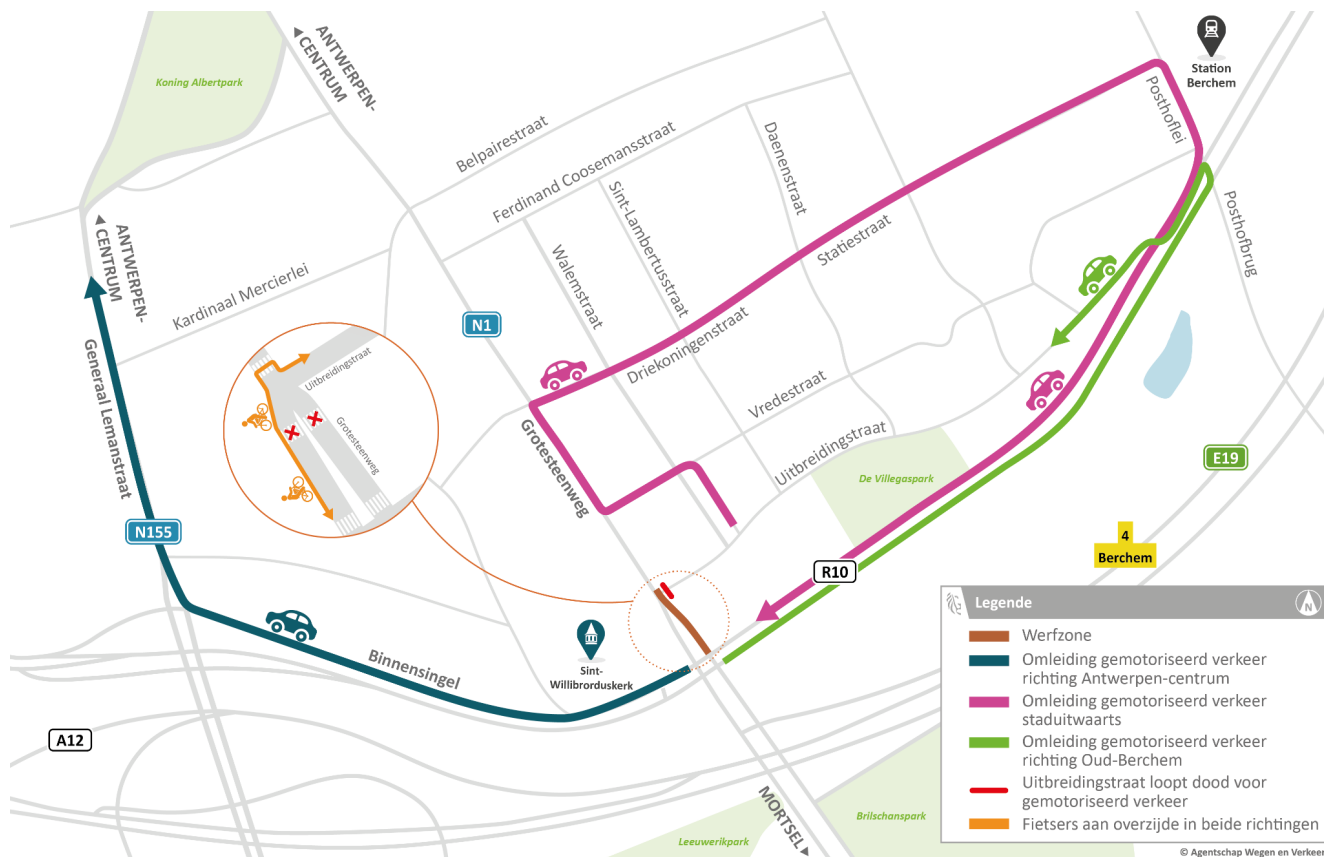 Koning Albertpark
◄ ANTWERPEN-
CENTRUM
Station
Berchem
Posthoflei
Belpairestraat
Ferdinand Coosemansstraat
Daenenstraat
Sint-Lambertusstraat
Walemstraat
Statiestraat
Posthofbrug
▲ ANTWERPEN-
CENTRUM
Kardinaal Mercierlei
N1
Driekoningenstraat
Generaal Lemanstraat
Uitbreidingstraat
Grotesteenweg
Vredestraat
Grotesteenweg
Uitbreidingstraat
De Villegaspark
E19
N155
4
Berchem
R10
Binnensingel
Sint-
Willibrorduskerk
A12
MORTSEL
Leeuwerikpark
Brilschanspark
Legende
N
Werfzone
Omleiding gemotoriseerd verkeer
richting Antwerpen-centrum
Omleiding gemotoriseerd verkeer
staduitwaarts
Omleiding gemotoriseerd verkeer
richting Oud-Berchem
Uitbreidingstraat loopt dood voor
gemotoriseerd verkeer
Fietsers aan overzijde in beide richtingen
© Agentschap Wegen en Verkeer